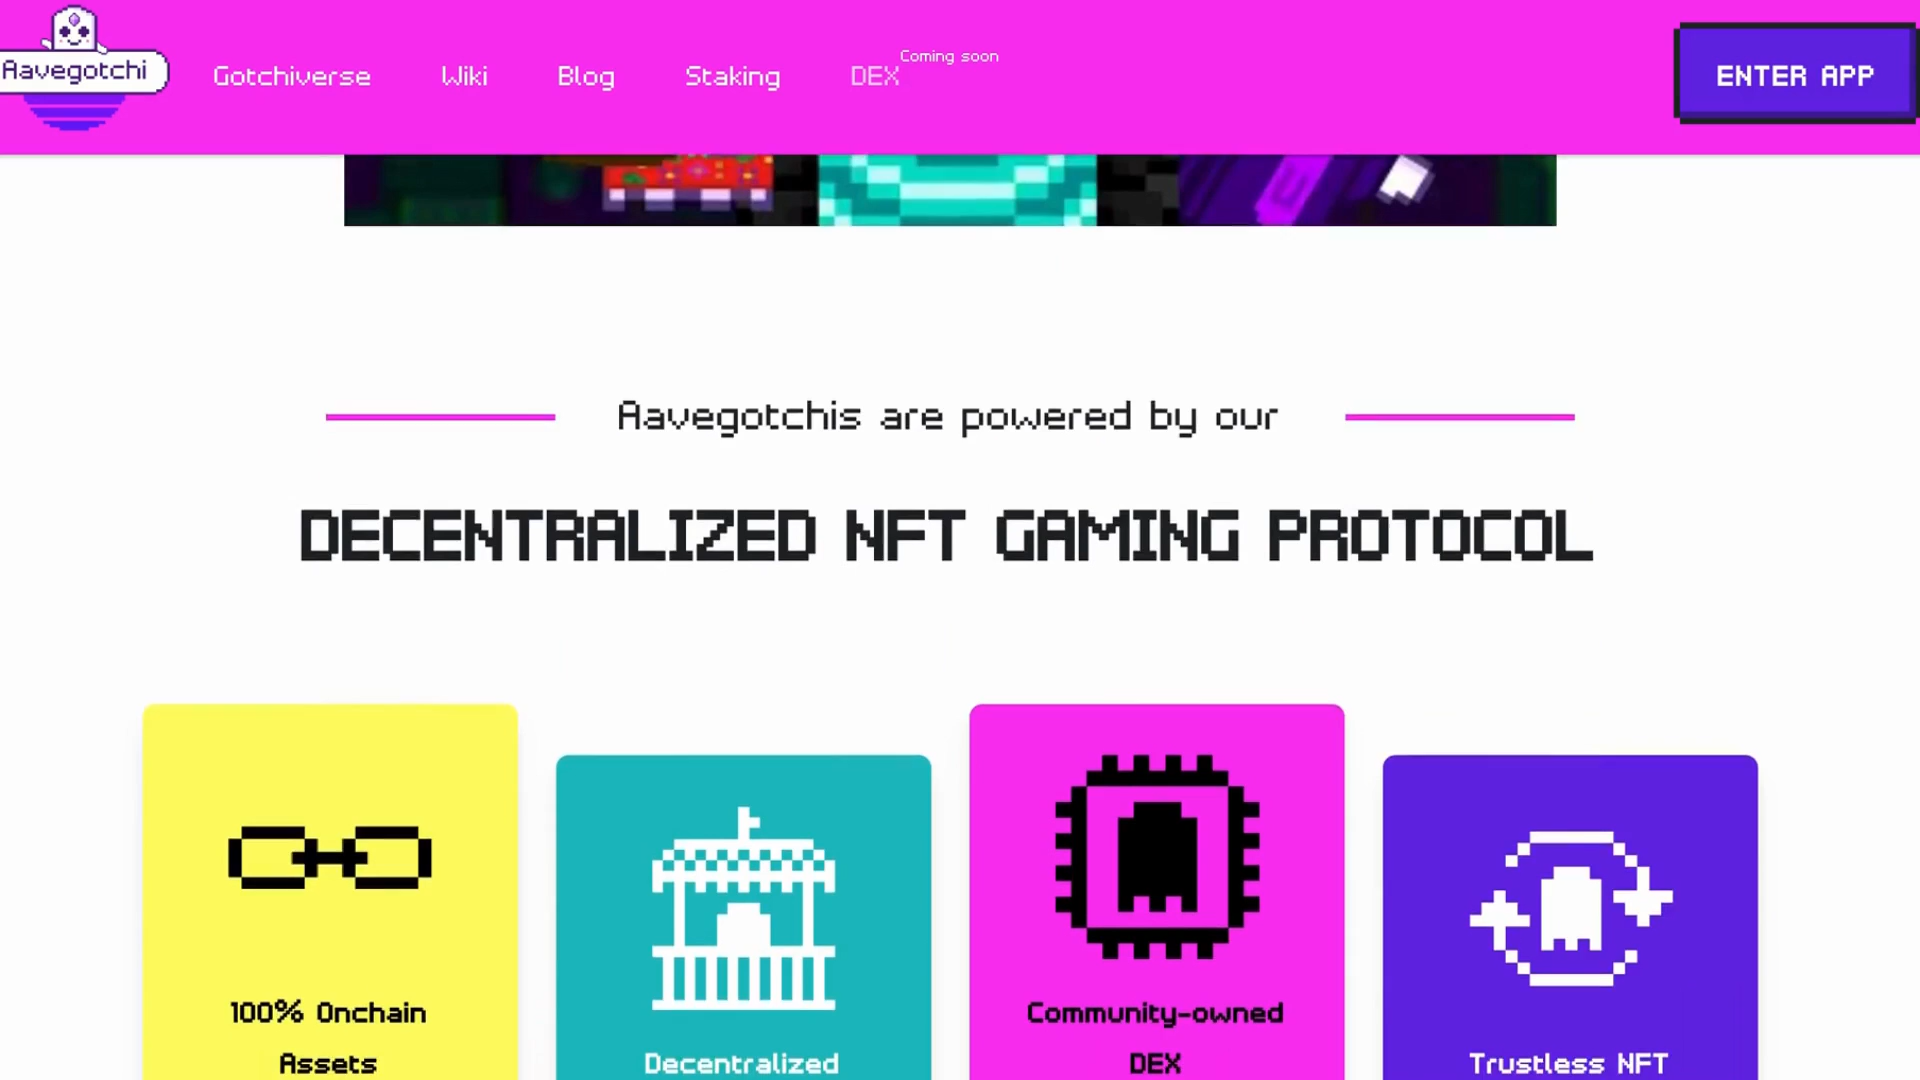 Aavegotchi
Gotchiverse
Wiki
Blog
Staking
DEX
Coming soon
ENTER APP
Aavegotchis are powered by our
DECENTRALIZED NFT GAMING PROTOCOL
100% Onchain
Assets
Decentralized
Community-owned
DEX
Trustless NFT